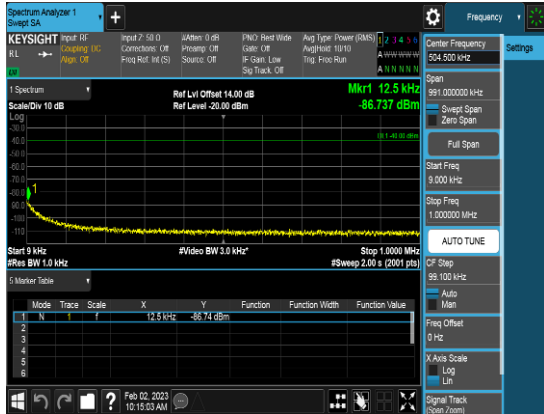 Spectrum Analyzer 1
Swept SA
Frequency
KEYSIGHT
RL
Input: RF
Coupling: DC
Align: Off
Input Z: 50 Ω
Corrections: Off
Freq Ref: Int (S)
#Atten: 0 dB
Preamp: Off
Source: Off
PNO: Best Wide
Gate: Off
IF Gain: Low
Sig Track: Off
Avg Type: Power (RMS)
Avg|Hold: 10/10
Trig: Free Run
1 2 3 4 5 6
A W W W W W
A N N N N N
1 Spectrum
Scale/Div 10 dB
Log
Ref Lvl Offset 14.00 dB
Ref Level -20.00 dBm
Mkr1 12.5 kHz
-86.737 dBm
DL1 -40.00 dBm
-30.0
-40.0
-50.0
-60.0
-70.0
-80.0
-90.0
-100
-110
1
Start 9 kHz
#Res BW 1.0 kHz
#Video BW 3.0 kHz*
Stop 1.0000 MHz
#Sweep 2.00 s (2001 pts)
5 Marker Table
Mode Trace Scale X Y Function Function Width Function Value
1 N 1 f 12.5 kHz -86.74 dBm
2
3
4
5
6
Feb 02, 2023
10:15:03 AM
Center Frequency
504.500 kHz
Settings
Span
991.000000 kHz
Swept Span
Zero Span
Full Span
Start Freq
9.000 kHz
Stop Freq
1.000000 MHz
AUTO TUNE
CF Step
99.100 kHz
Auto
Man
Freq Offset
0 Hz
X Axis Scale
Log
Lin
Signal Track
(Span Zoom)